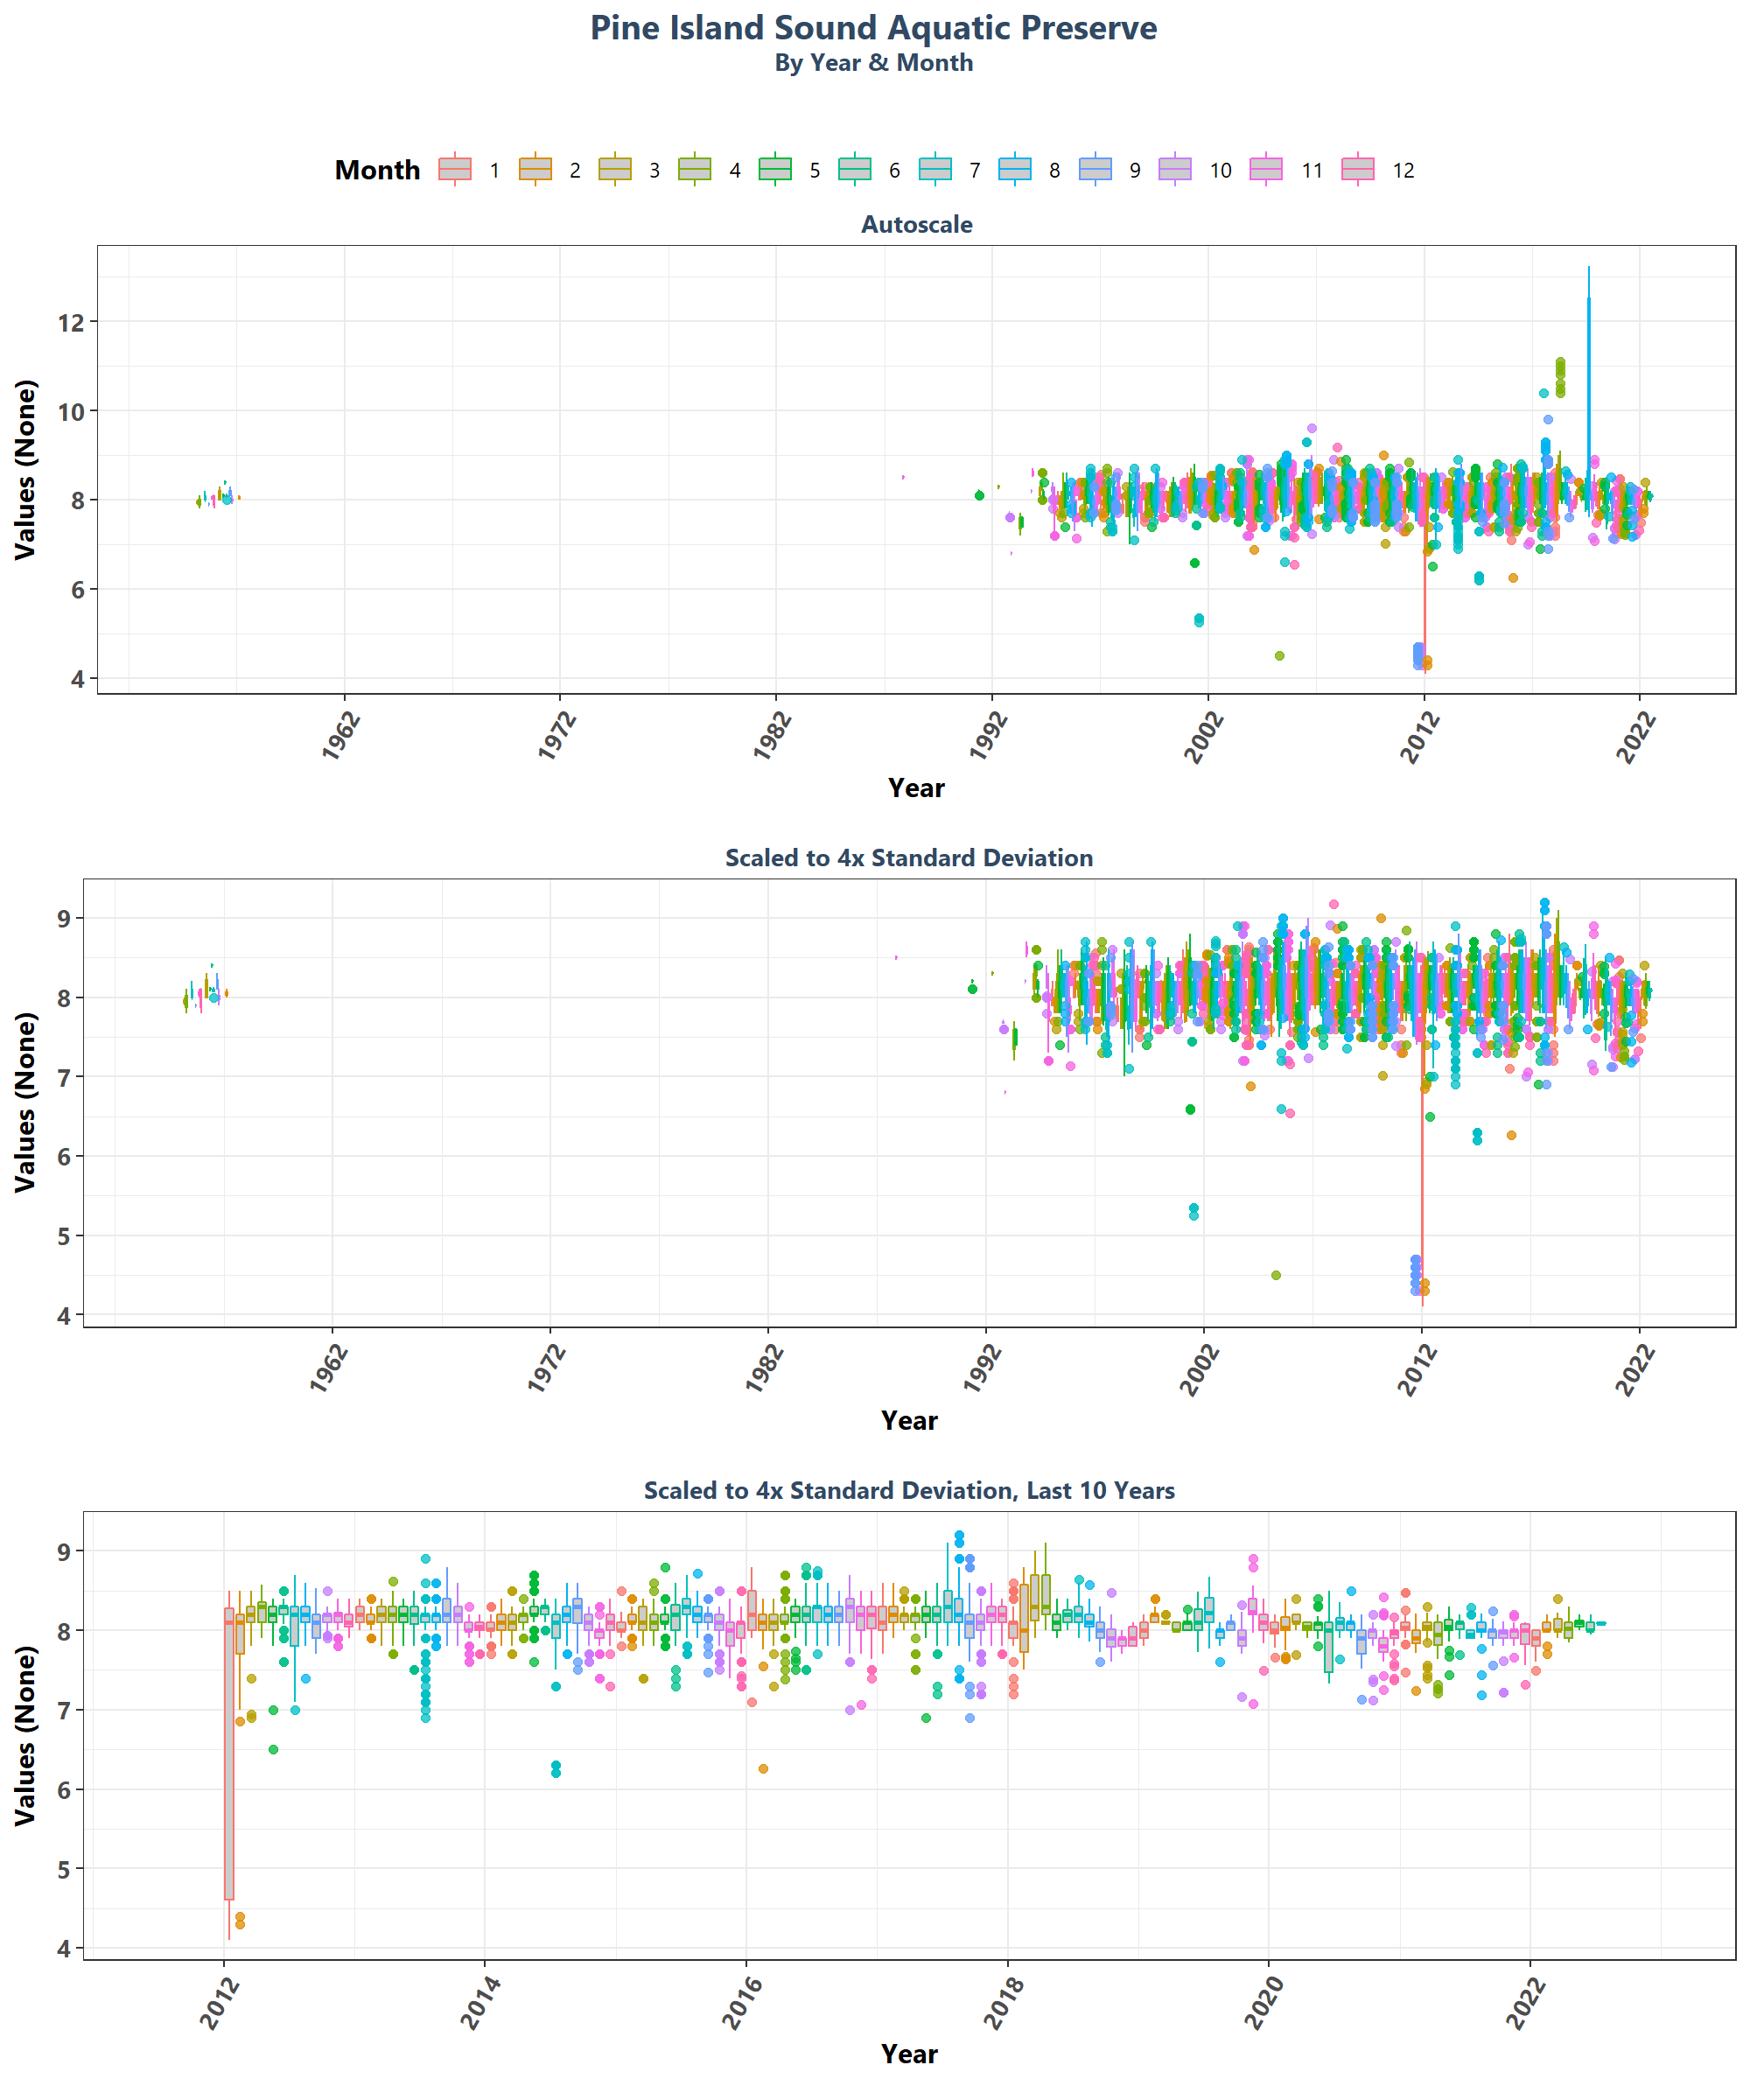 Pine Island Sound Aquatic Preserve
By Year & Month
Month 1 2 3 4 5 6 7 8 9 10 11 12
Autoscale
Values (None)
12
10
8
6
4
1962 1972 1982 1992 2002 2012 2022
Year
Scaled to 4x Standard Deviation
Values (None)
9
8
7
6
5
4
1962 1972 1982 1992 2002 2012 2022
Year
Scaled to 4x Standard Deviation, Last 10 Years
Values (None)
9
8
7
6
5
4
2012 2014 2016 2018 2020 2022
Year